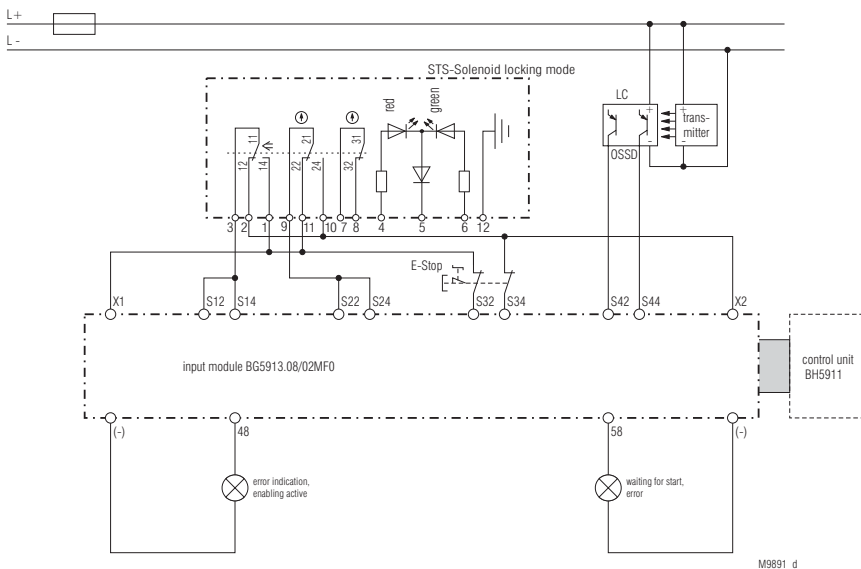 L+
L -
STS-Solenoid locking mode
red
green
LC
+
+
trans-
mitter
-
-
OSSD
11
12
14
21
22
24
31
32
3 2 1 9 11 10 7 8 4 5 6 12
E-Stop
X1 S12 S14 S22 S24 S32 S34 S42 S44 X2
input module BG5913.08/02MF0
control unit
BH5911
(-) 48 58 (-)
error indication,
enabling active
waiting for start,
error
M9891_d